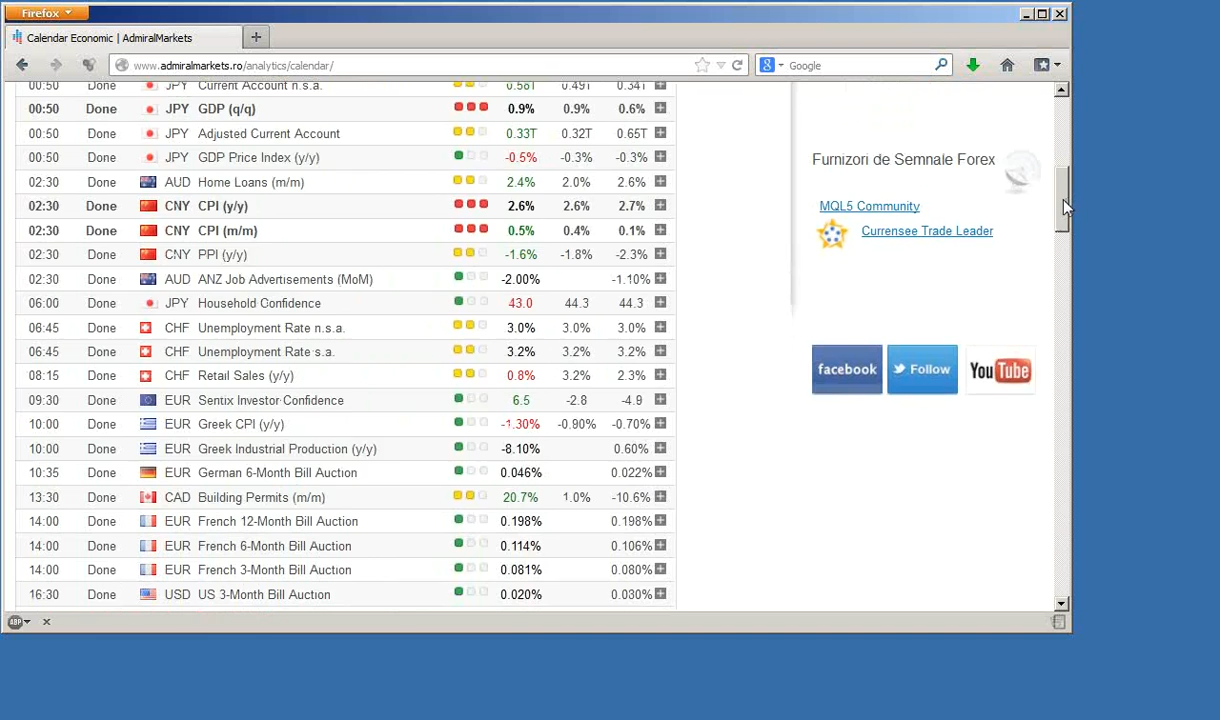 Firefox
Calendar Economic | AdmiralMarkets
www.admiralmarkets.ro/analytics/calendar/
Google
00:50 Done JPY Current Account n.s.a. 0.58T 0.49T 0.34T
00:50 Done JPY GDP (q/q) 0.9% 0.9% 0.6%
00:50 Done JPY Adjusted Current Account 0.33T 0.32T 0.65T
00:50 Done JPY GDP Price Index (y/y) -0.5% -0.3% -0.3%
02:30 Done AUD Home Loans (m/m) 2.4% 2.0% 2.6%
02:30 Done CNY CPI (y/y) 2.6% 2.6% 2.7%
02:30 Done CNY CPI (m/m) 0.5% 0.4% 0.1%
02:30 Done CNY PPI (y/y) -1.6% -1.8% -2.3%
02:30 Done AUD ANZ Job Advertisements (MoM) -2.00% -1.10%
06:00 Done JPY Household Confidence 43.0 44.3 44.3
06:45 Done CHF Unemployment Rate n.s.a. 3.0% 3.0% 3.0%
06:45 Done CHF Unemployment Rate s.a. 3.2% 3.2% 3.2%
08:15 Done CHF Retail Sales (y/y) 0.8% 3.2% 2.3%
09:30 Done EUR Sentix Investor Confidence 6.5 -2.8 -4.9
10:00 Done EUR Greek CPI (y/y) -1.30% -0.90% -0.70%
10:00 Done EUR Greek Industrial Production (y/y) -8.10% 0.60%
10:35 Done EUR German 6-Month Bill Auction 0.046% 0.022%
13:30 Done CAD Building Permits (m/m) 20.7% 1.0% -10.6%
14:00 Done EUR French 12-Month Bill Auction 0.198% 0.198%
14:00 Done EUR French 6-Month Bill Auction 0.114% 0.106%
14:00 Done EUR French 3-Month Bill Auction 0.081% 0.080%
16:30 Done USD US 3-Month Bill Auction 0.020% 0.030%
Furnizori de Semnale Forex
MQL5 Community
Currensee Trade Leader
facebook
Follow
YouTube
ABP